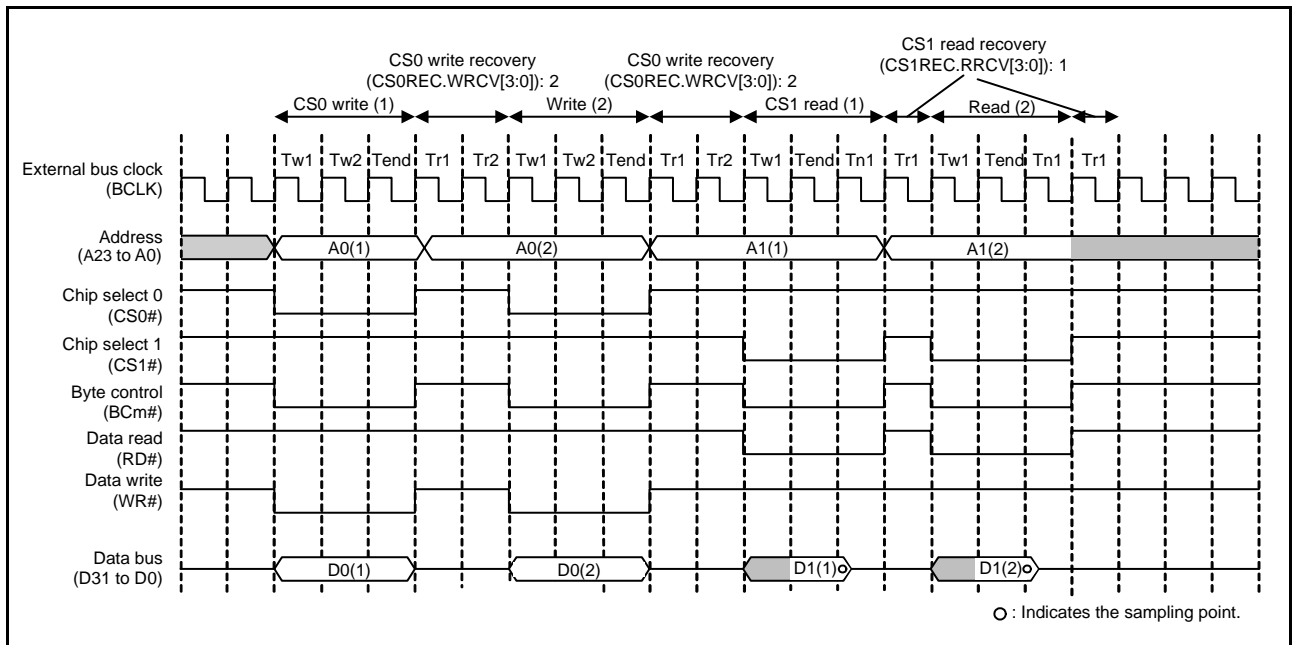 CS1 read recovery
(CS1REC.RRCV[3:0]): 1
CS0 write recovery
(CS0REC.WRCV[3:0]): 2
CS0 write recovery
(CS0REC.WRCV[3:0]): 2
CS0 write (1)
Write (2)
CS1 read (1)
Read (2)
Tw1 Tw2 Tend Tr1 Tr2 Tw1 Tw2 Tend Tr1 Tr2 Tw1 Tend Tn1 Tr1 Tw1 Tend Tn1 Tr1
External bus clock
(BCLK)
Address
(A23 to A0)
A0(1) A0(2) A1(1) A1(2)
Chip select 0
(CS0#)
Chip select 1
(CS1#)
Byte control
(BCm#)
Data read
(RD#)
Data write
(WR#)
Data bus
(D31 to D0)
D0(1) D0(2) D1(1) D1(2)
: Indicates the sampling point.